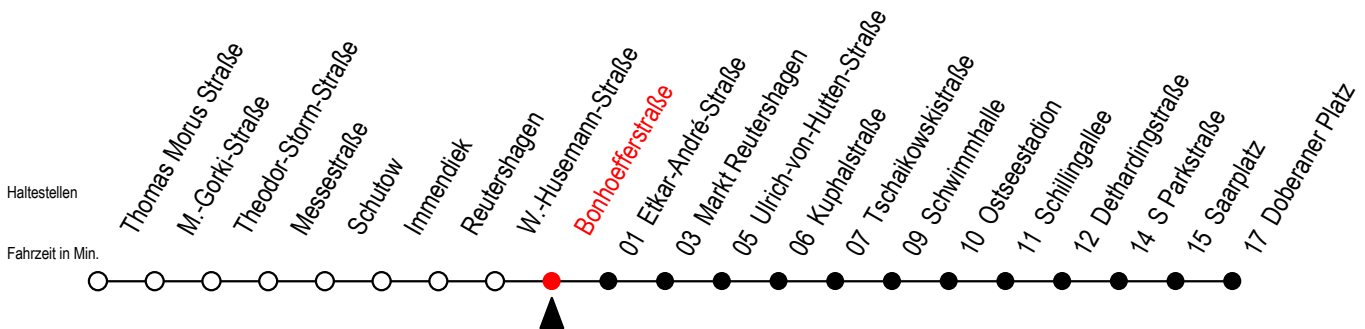 Haltestellen
Fahrzeit in Min.
Thomas Morus Straße
M.-Gorki-Straße
Theodor-Storm-Straße
Messestraße
Schutow
Immendiek
Reutershagen
W.-Husemann-Straße
Bonhoefferstraße
01 Etkar-André-Straße
03 Markt Reutershagen
05 Ulrich-von-Hutten-Straße
06 Kuphalstraße
07 Tschaikowskistraße
09 Schwimmhalle
10 Ostseestadion
11 Schillingallee
12 Dethardingstraße
14 S Parkstraße
15 Saarplatz
17 Doberaner Platz